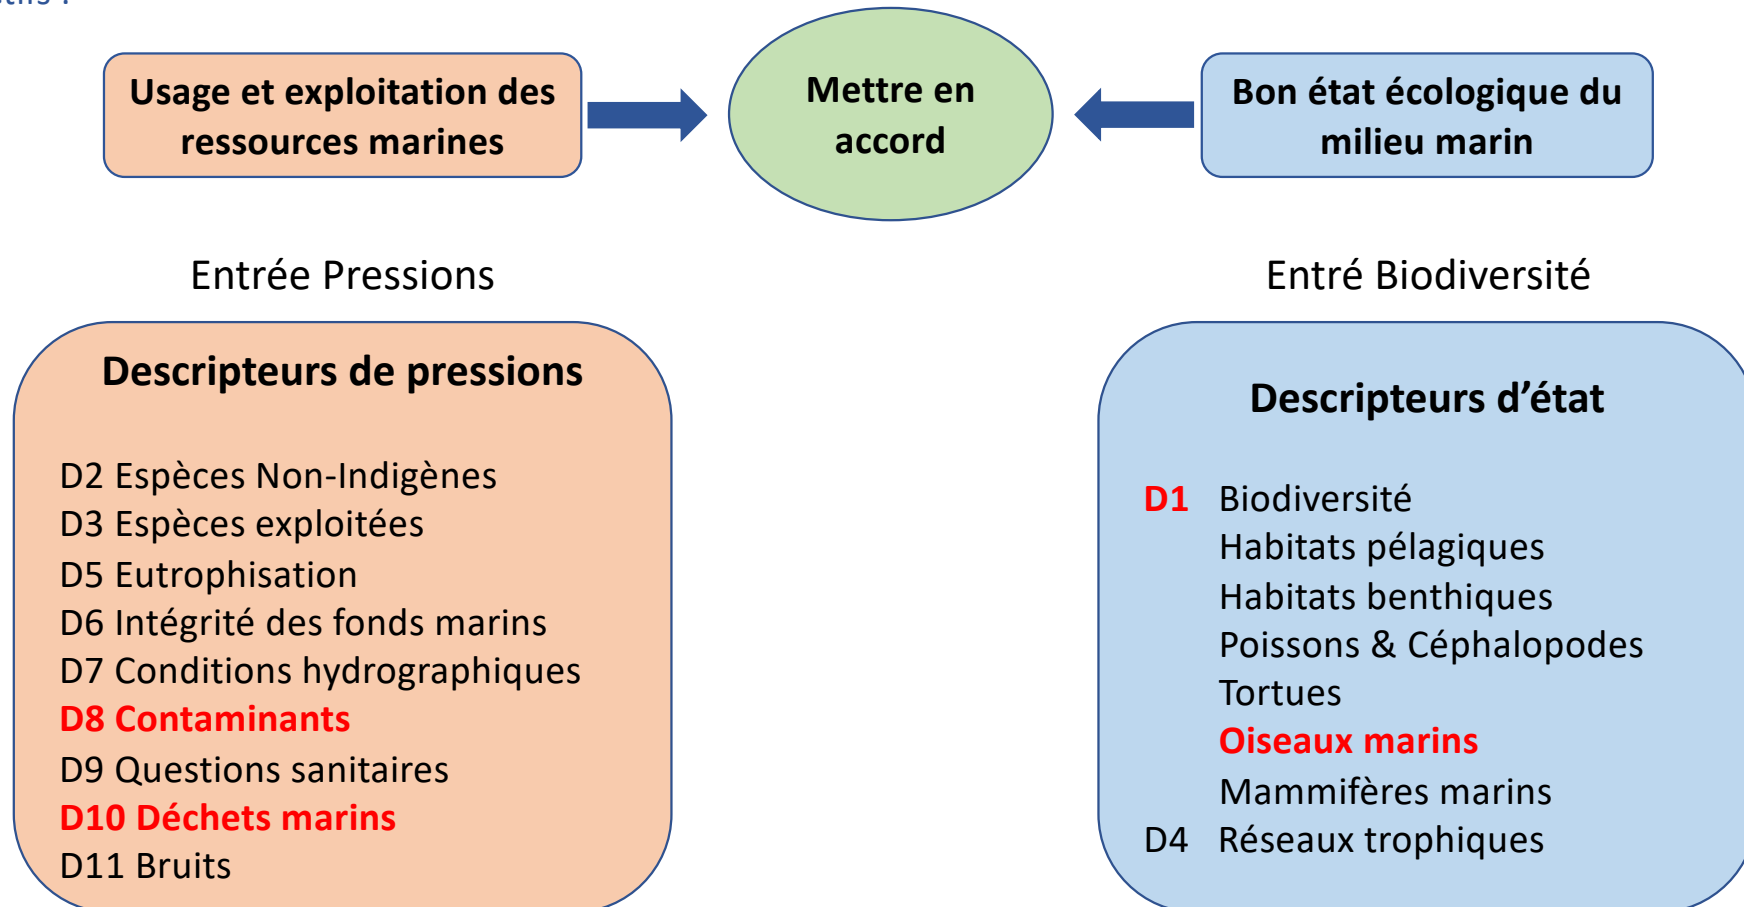 Usage et exploitation des
ressources marines
Mettre en
accord
Bon état écologique du
milieu marin
Entrée Pressions
Entré Biodiversité
Descripteurs de pressions
D2 Espèces Non-Indigènes
D3 Espèces exploitées
D5 Eutrophisation
D6 Intégrité des fonds marins
D7 Conditions hydrographiques
D8 Contaminants
D9 Questions sanitaires
D10 Déchets marins
D11 Bruits
Descripteurs d’état
D1 Biodiversité
Habitats pélagiques
Habitats benthiques
Poissons & Céphalopodes
Tortues
Oiseaux marins
Mammifères marins
D4 Réseaux trophiques